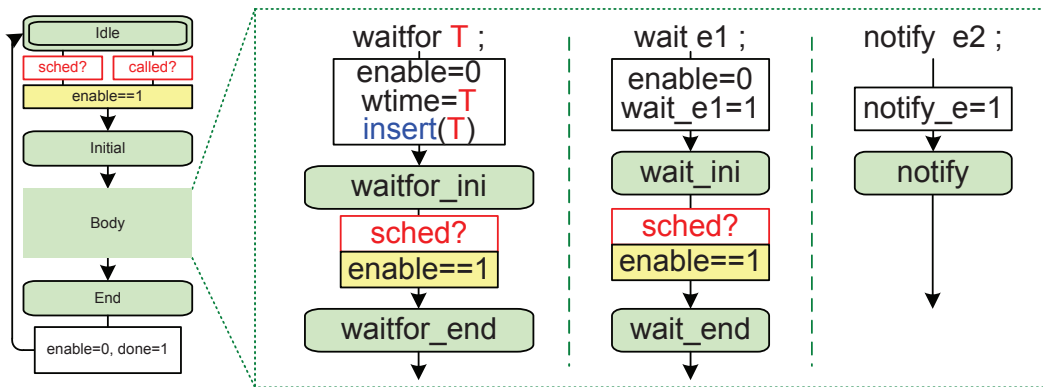 Idle
sched? called?
enable==1
Initial
Body
End
enable=0, done=1
waitfor T ;
enable=0
wtime=T
insert(T)
waitfor_ini
sched?
enable==1
waitfor_end
wait e1 ;
enable=0
wait_e1=1
wait_ini
sched?
enable==1
wait_end
notify e2 ;
notify_e=1
notify